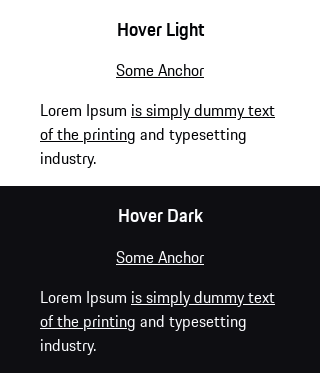 Hover Light
Some Anchor
Lorem Ipsum is simply dummy text
of the printing and typesetting
industry.
Hover Dark
Some Anchor
Lorem Ipsum is simply dummy text
of the printing and typesetting
industry.